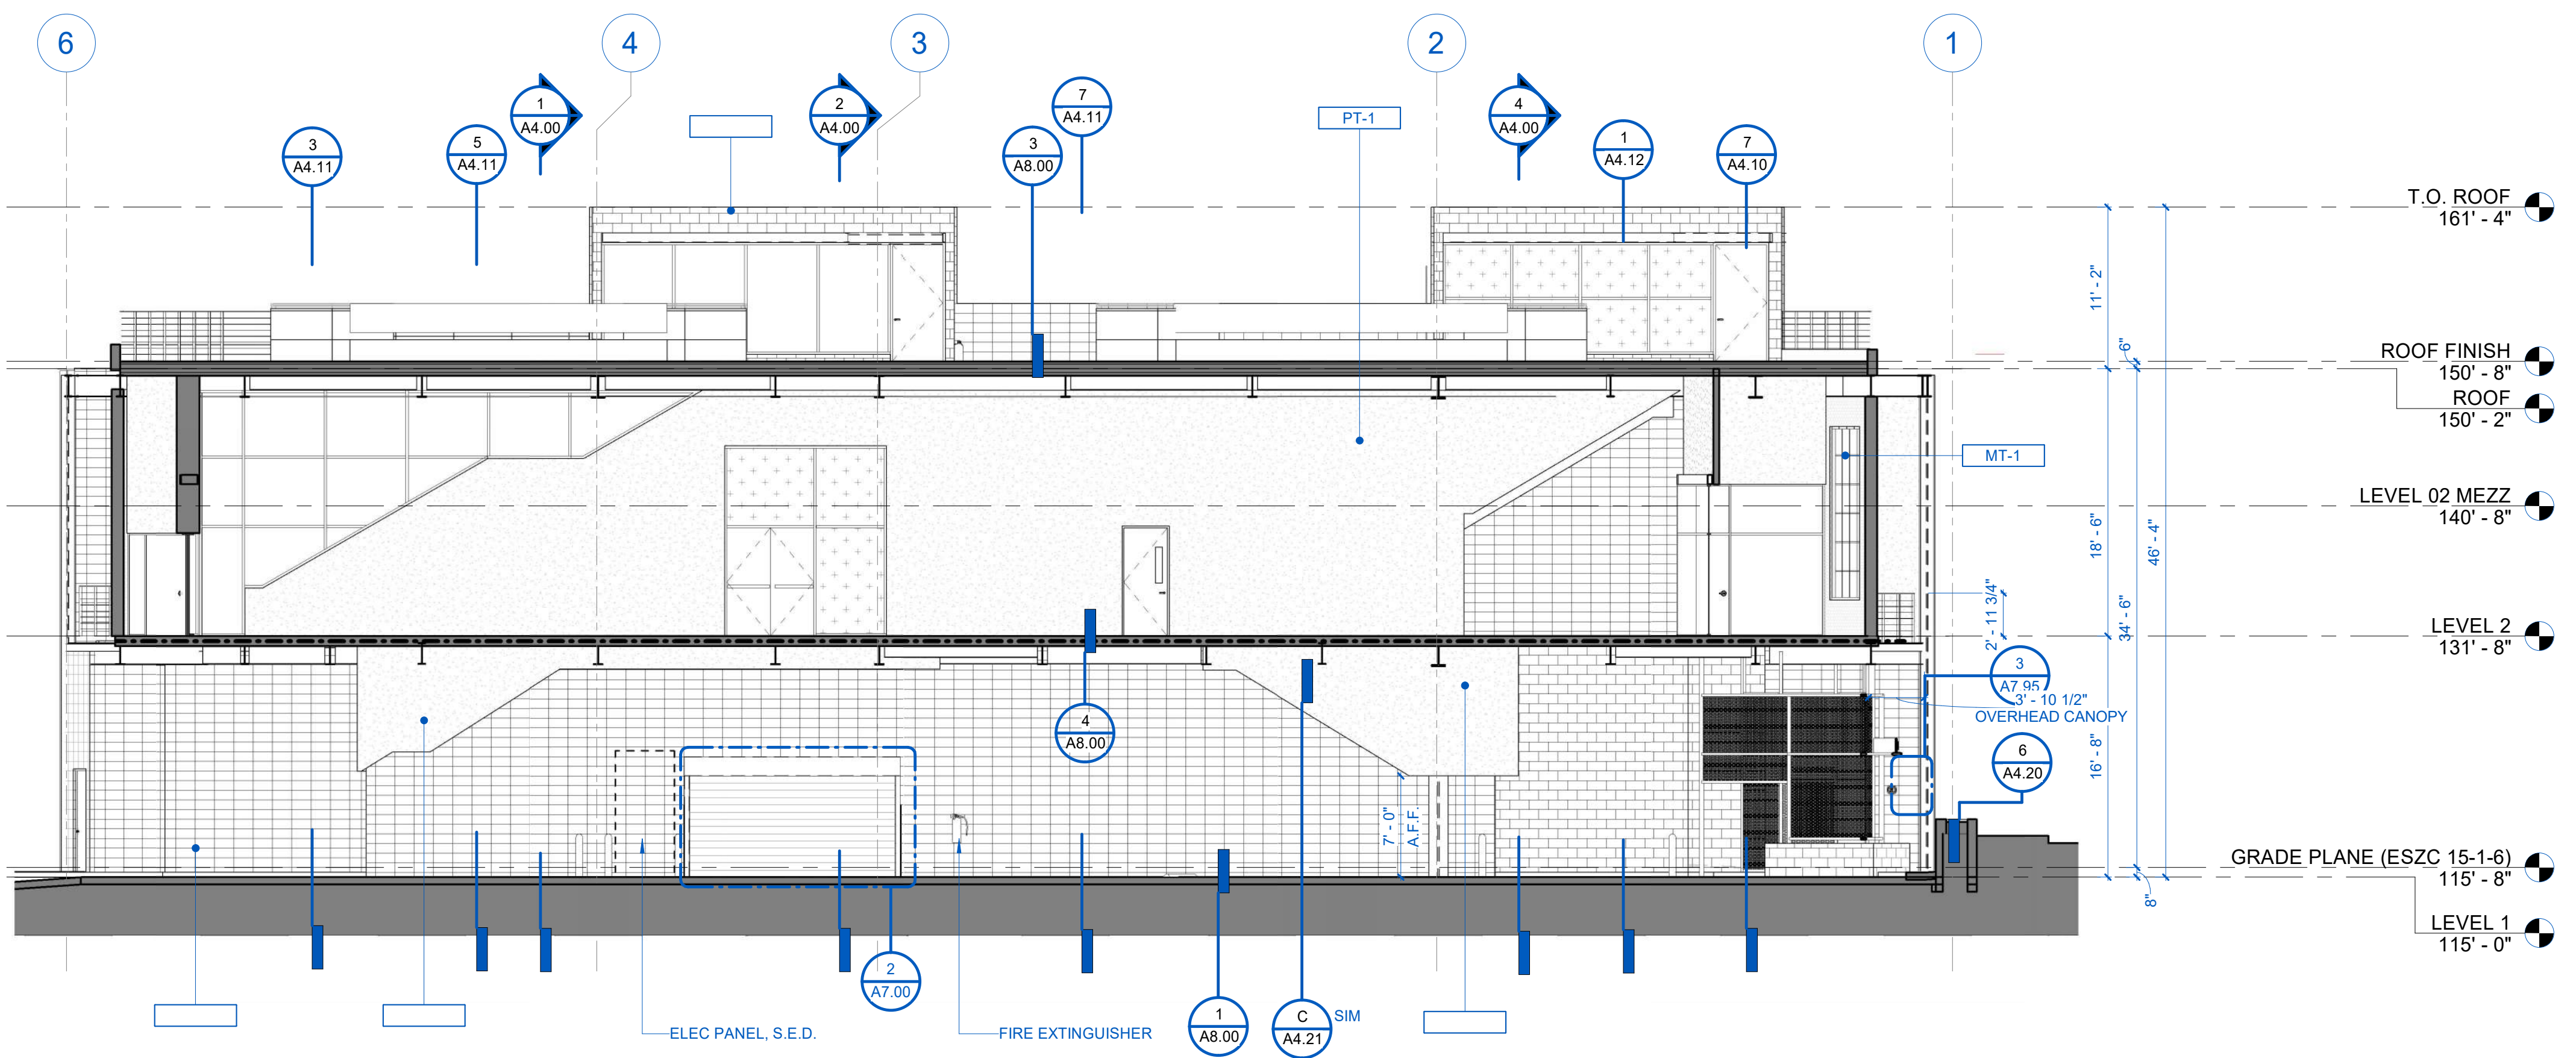 6
4
3
2
1
3
A4.11
5
A4.11
1
A4.00
2
A4.00
3
A8.00
7
A4.11
PT-1
4
A4.00
1
A4.12
7
A4.10
T.O. ROOF
161' - 4"
11' - 2"
6"
ROOF FINISH
150' - 8"
ROOF
150' - 2"
MT-1
LEVEL 02 MEZZ
140' - 8"
18' - 6"
46' - 4"
2' - 11 3/4"
34' - 6"
LEVEL 2
131' - 8"
3
A7.95
3' - 10 1/2"
OVERHEAD CANOPY
4
A8.00
6
A4.20
16' - 8"
7' - 0"
A.F.F.
GRADE PLANE (ESZC 15-1-6)
115' - 8"
8"
LEVEL 1
115' - 0"
2
A7.00
ELEC PANEL, S.E.D.
FIRE EXTINGUISHER
1
A8.00
C
A4.21
SIM